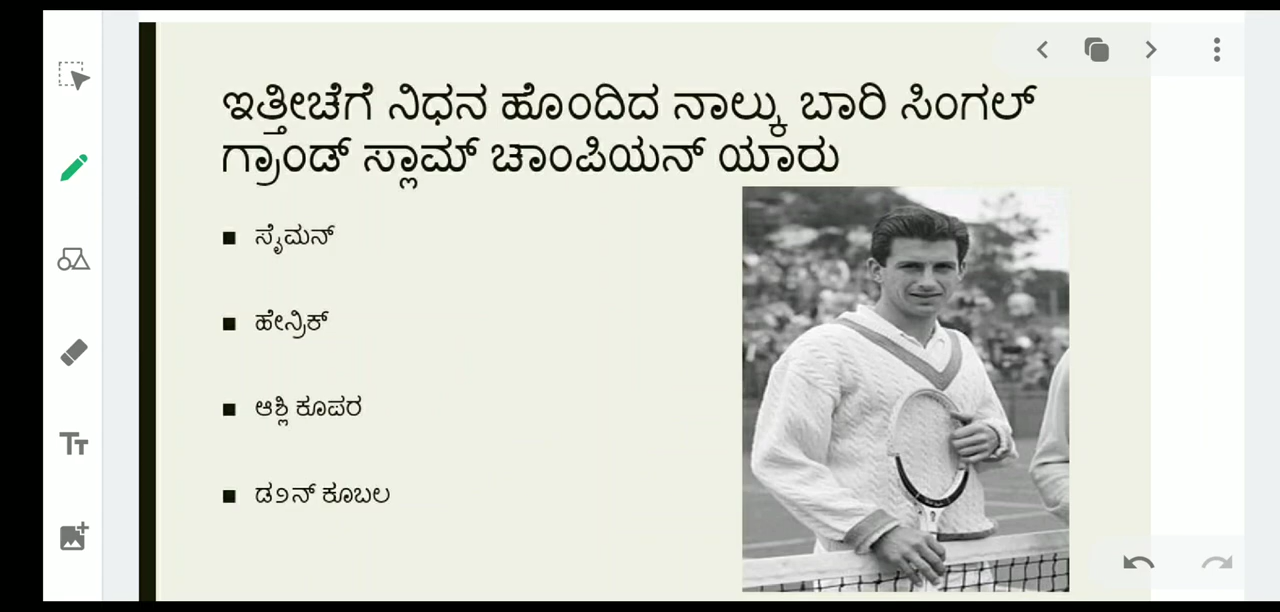 ಇತ್ತೀಚೆಗೆ ನಿಧನ ಹೊಂದಿದ ನಾಲ್ಕು ಬಾರಿ ಸಿಂಗಲ್
ಗ್ರಾಂಡ್ ಸ್ಲಾಮ್ ಚಾಂಪಿಯನ್ ಯಾರು
ಸೈಮನ್
ಹೇನ್ರಿಕ್
ಆಶ್ಲಿ ಕೂಪರ
ಡ೨ನ್ ಕೂಬಲ